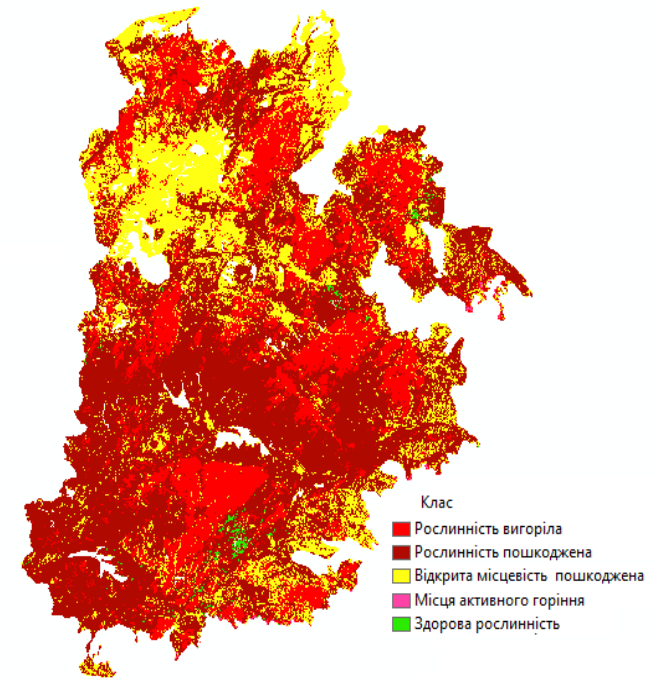 Клас
Рослинність вигоріла
Рослинність пошкоджена
Відкрита місцевість пошкоджена
Місця активного горіння
Здорова рослинність